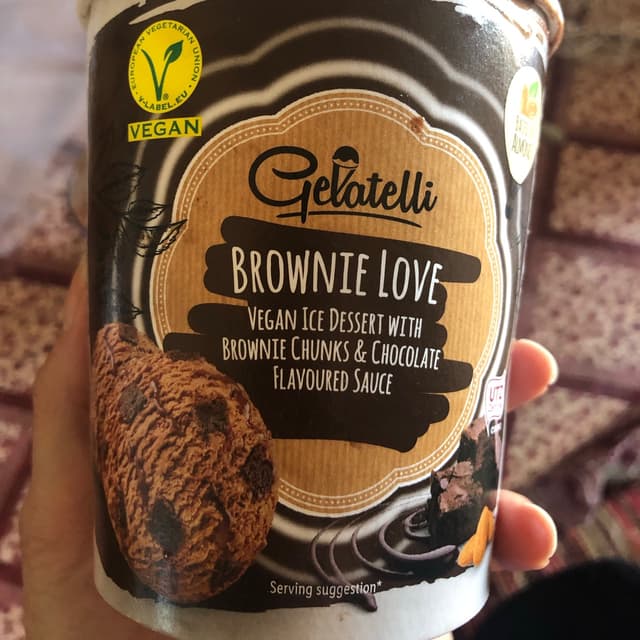 EUROPEAN VEGETARIAN UNION
V-LABEL.EU
VEGAN
Gelatelli
BROWNIE LOVE
VEGAN ICE DESSERT WITH
BROWNIE CHUNKS & CHOCOLATE
FLAVOURED SAUCE
Serving suggestion*